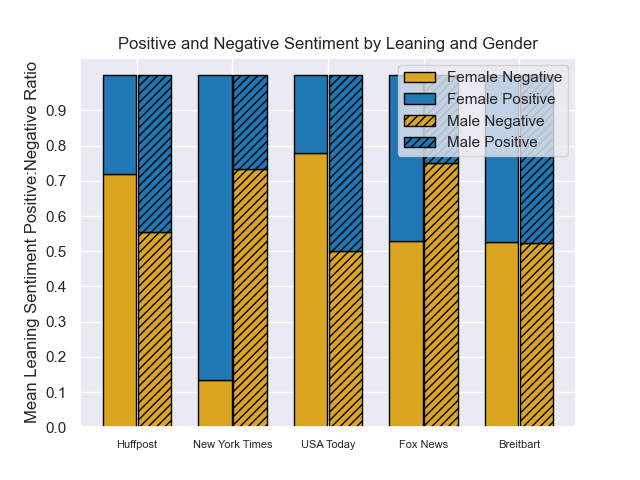 Positive and Negative Sentiment by Leaning and Gender
Mean Leaning Sentiment Positive:Negative Ratio
0.9
0.8
0.7
0.6
0.5
0.4
0.3
0.2
0.1
0.0
Female Negative
Female Positive
Male Negative
Male Positive
Huffpost
New York Times
USA Today
Fox News
Breitbart